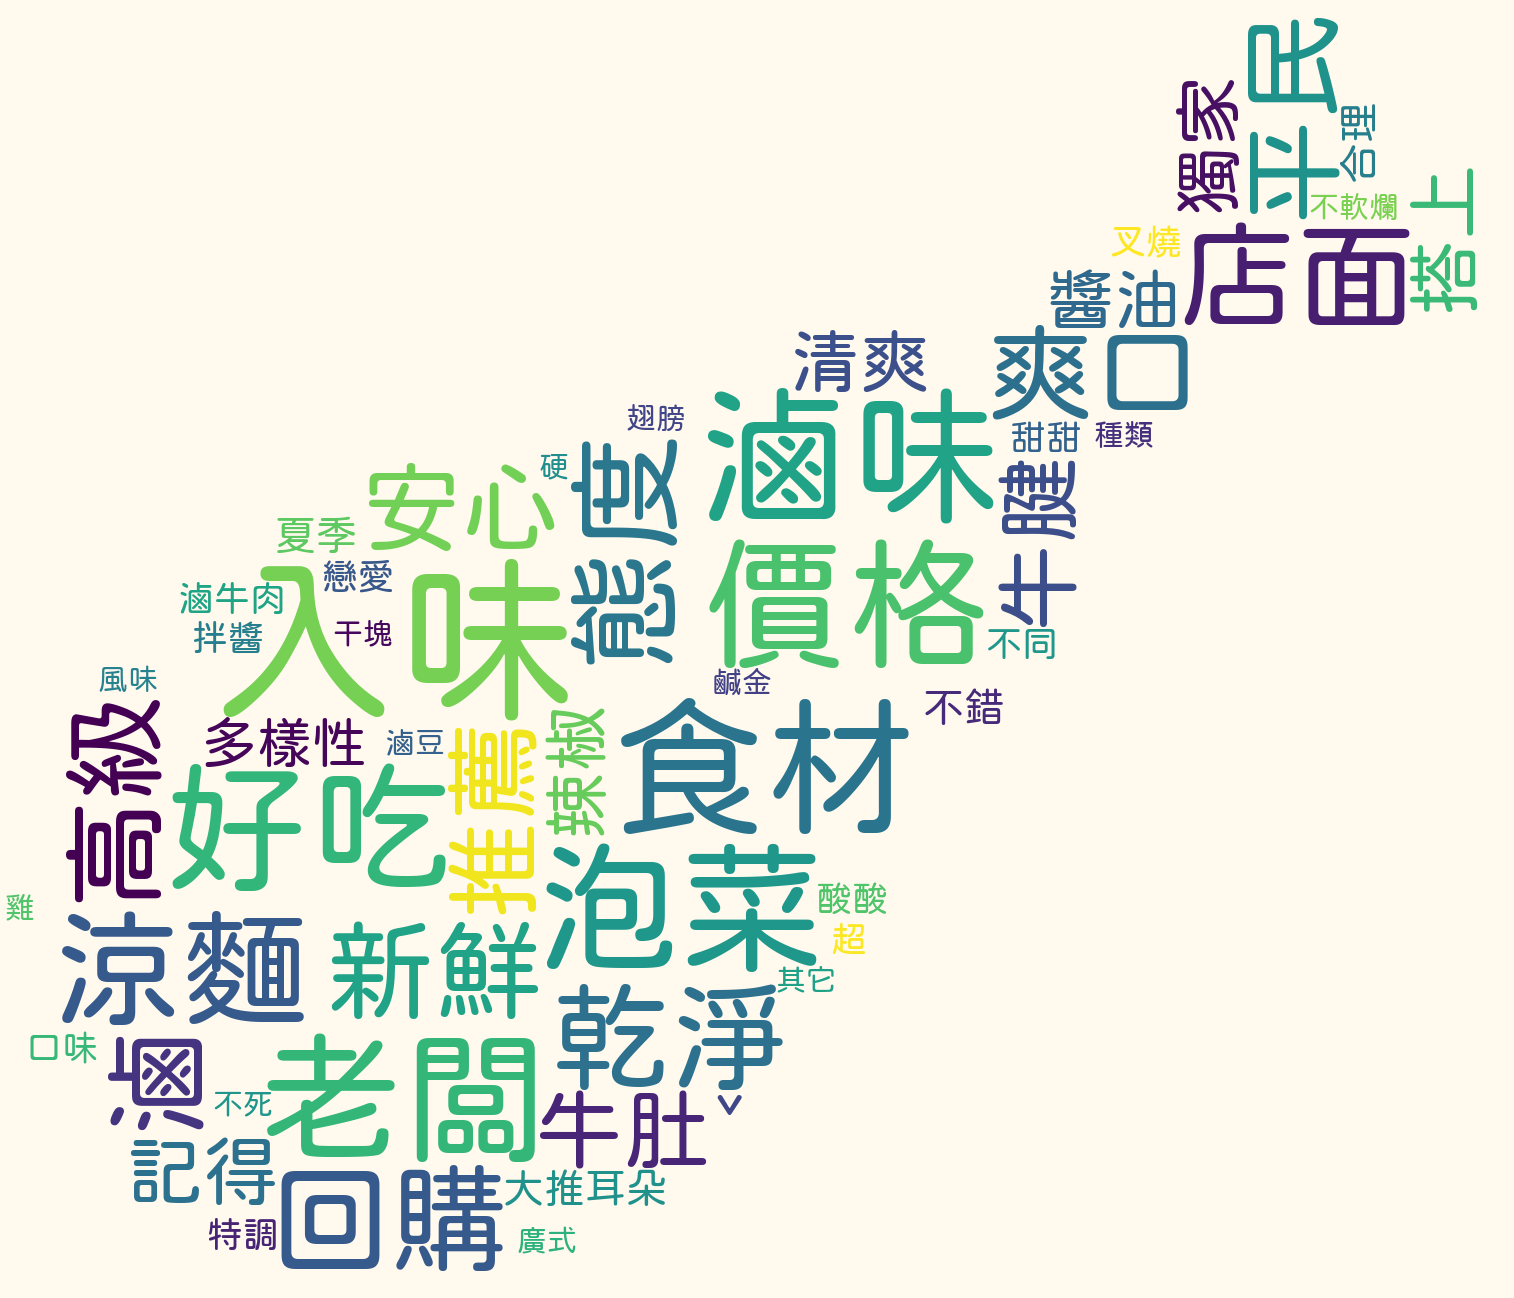 平民
獨家
合理
不軟爛
搭上
叉燒
店面
醬油
清爽
爽口
翅膀
滷味
甜甜
種類
硬
態度
安心
牛腱
夏季
戀愛
滷牛肉
入味
價格
拌醬
干塊
不同
風味
鹹金
不錯
高級
多樣性
滷豆
推薦
辣椒
食材
好吃
泡菜
酸酸
雞
超
涼麵
新鮮
其它
乾淨
口味
滷
不死
老闆
牛肚
記得
大推耳朵
特調
回購
廣式